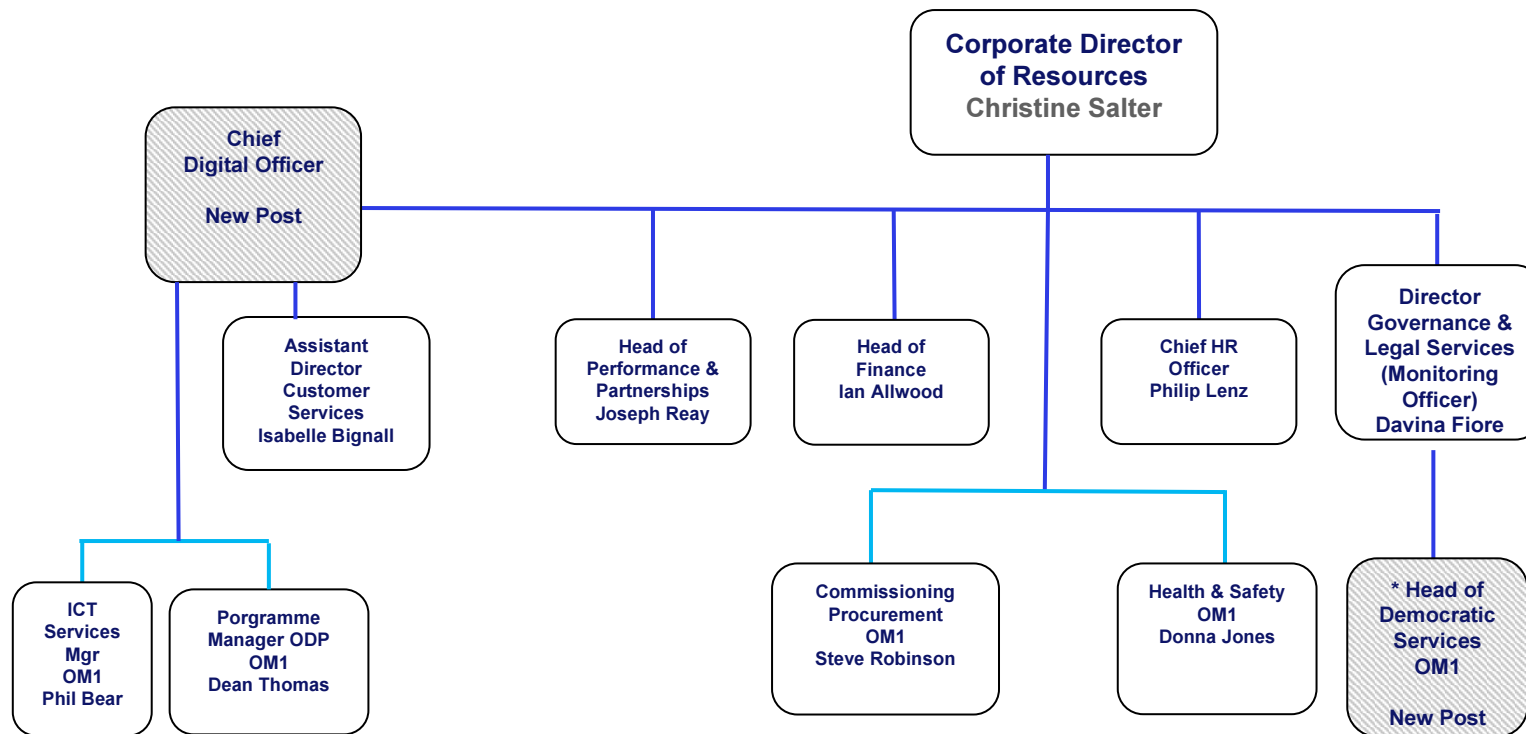 Corporate Director
of Resources
Christine Salter
Chief
Digital Officer
New Post
Assistant
Director
Customer
Services
Isabelle Bignall
Head of
Performance &
Partnerships
Joseph Reay
Head of
Finance
Ian Allwood
Chief HR
Officer
Philip Lenz
Director
Governance &
Legal Services
(Monitoring
Officer)
Davina Fiore
ICT
Services
Mgr
OM1
Phil Bear
Porgramme
Manager ODP
OM1
Dean Thomas
Commissioning
Procurement
OM1
Steve Robinson
Health & Safety
OM1
Donna Jones
* Head of
Democratic
Services
OM1
New Post